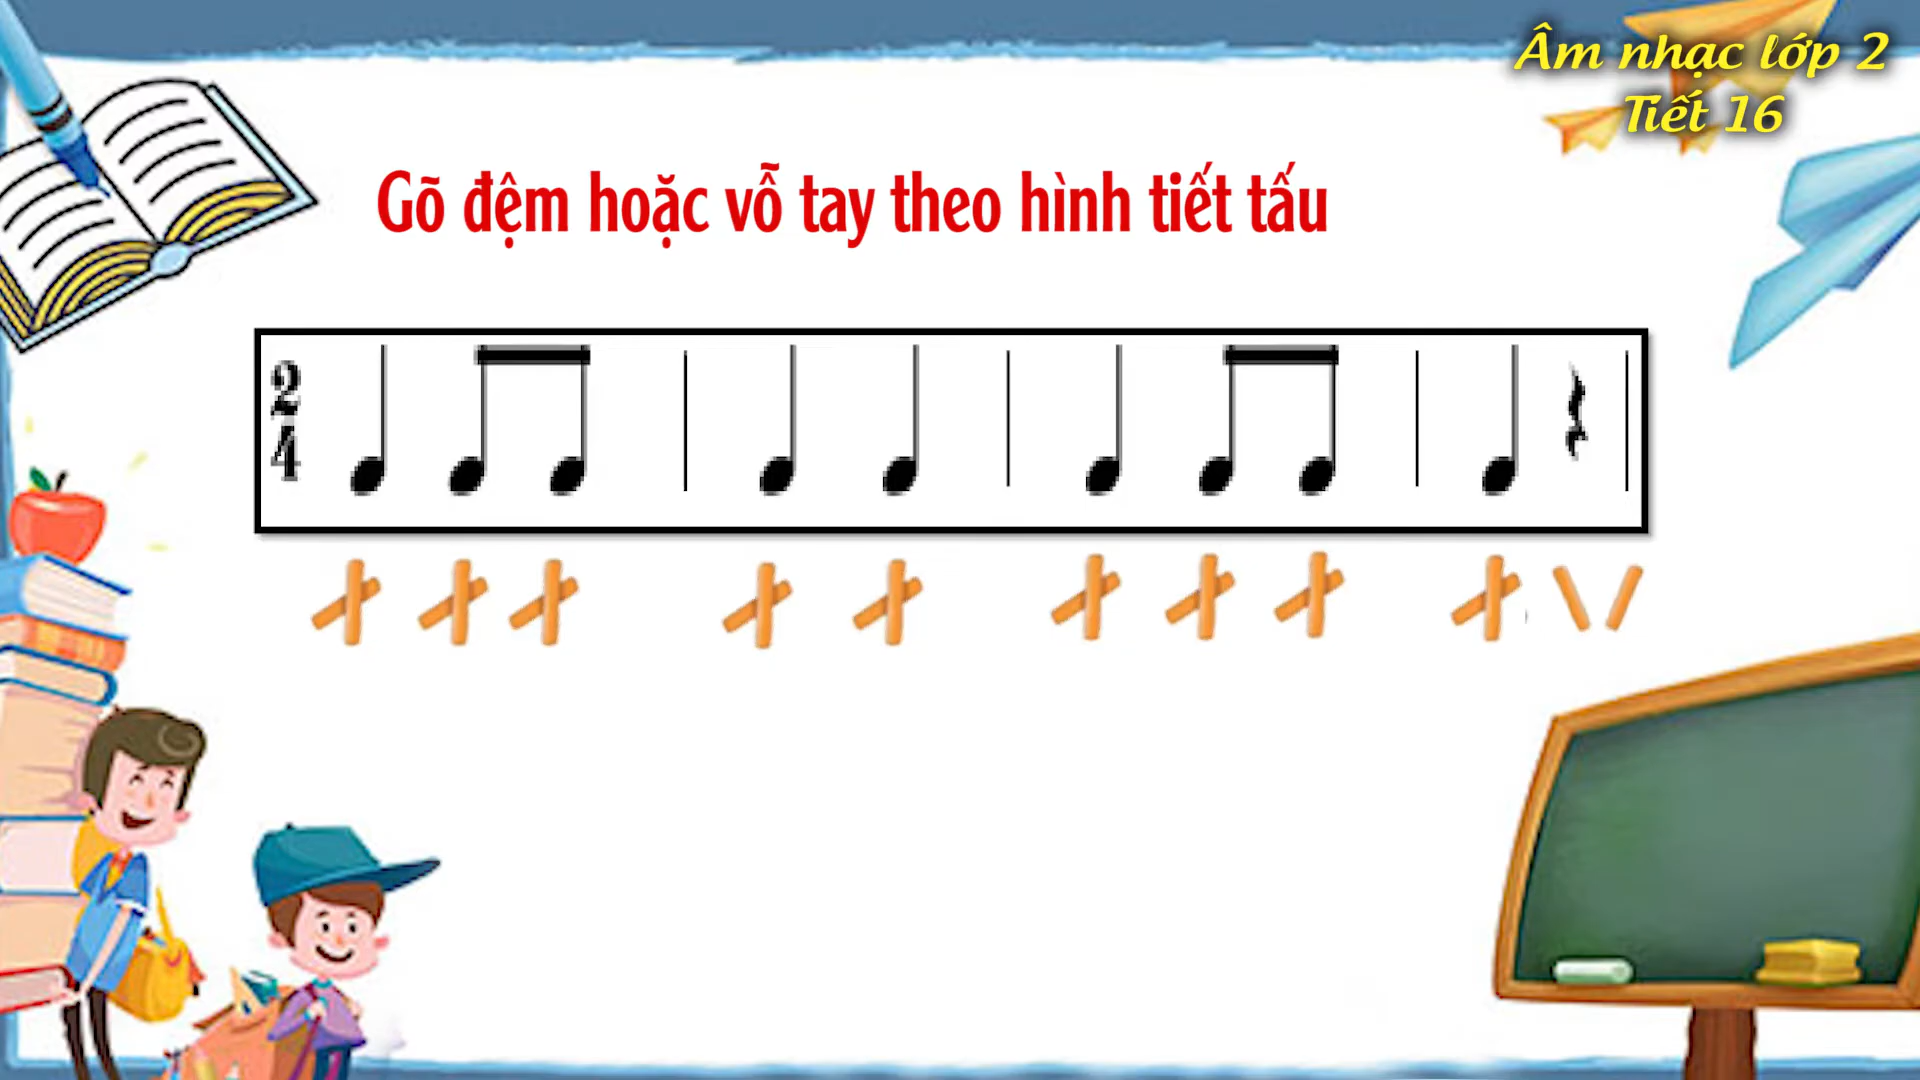 Âm nhạc lớp 2
Tiết 16
Gõ đệm hoặc vỗ tay theo hình tiết tấu
2
4